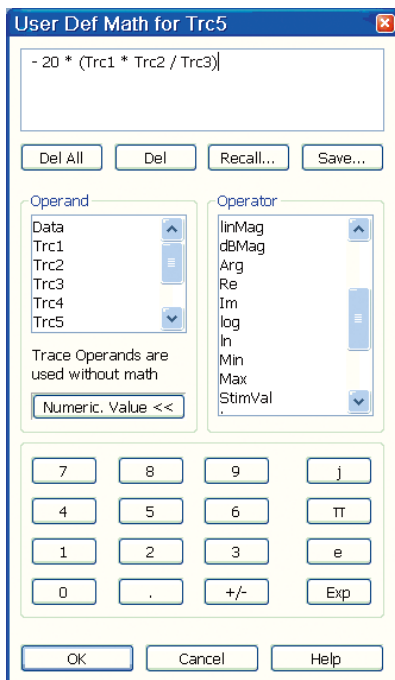 User Def Math for Trc5
- 20 * (Trc1 * Trc2 / Trc3)
Del All Del Recall... Save...
Operand
Data
Trc1
Trc2
Trc3
Trc4
Trc5
Trace Operands are
used without math
Numeric. Value <<
Operator
linMag
dBMag
Arg
Re
Im
log
ln
Min
Max
StimVal
7 8 9 j
4 5 6 π
1 2 3 e
0 . +/- Exp
OK Cancel Help